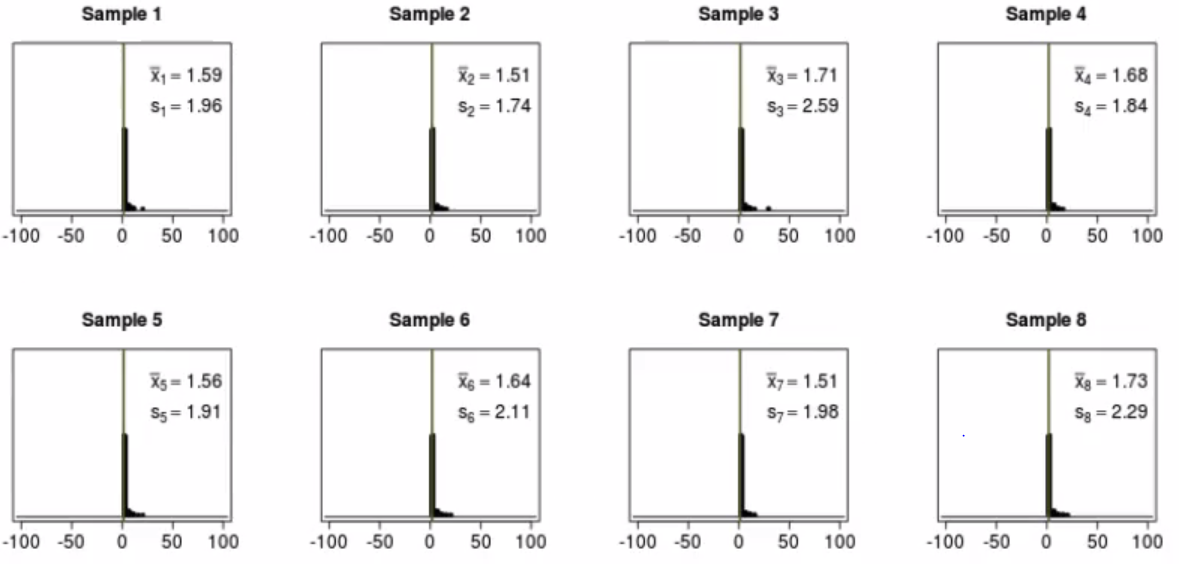 Sample 1 Sample 2 Sample 3 Sample 4
x̄1 = 1.59 x̄2 = 1.51 x̄3 = 1.71 x̄4 = 1.68
s1 = 1.96 s2 = 1.74 s3 = 2.59 s4 = 1.84
-100 -50 0 50 100 -100 -50 0 50 100 -100 -50 0 50 100 -100 -50 0 50 100
Sample 5 Sample 6 Sample 7 Sample 8
x̄5 = 1.56 x̄6 = 1.64 x̄7 = 1.51 x̄8 = 1.73
s5 = 1.91 s6 = 2.11 s7 = 1.98 s8 = 2.29
-100 -50 0 50 100 -100 -50 0 50 100 -100 -50 0 50 100 -100 -50 0 50 100